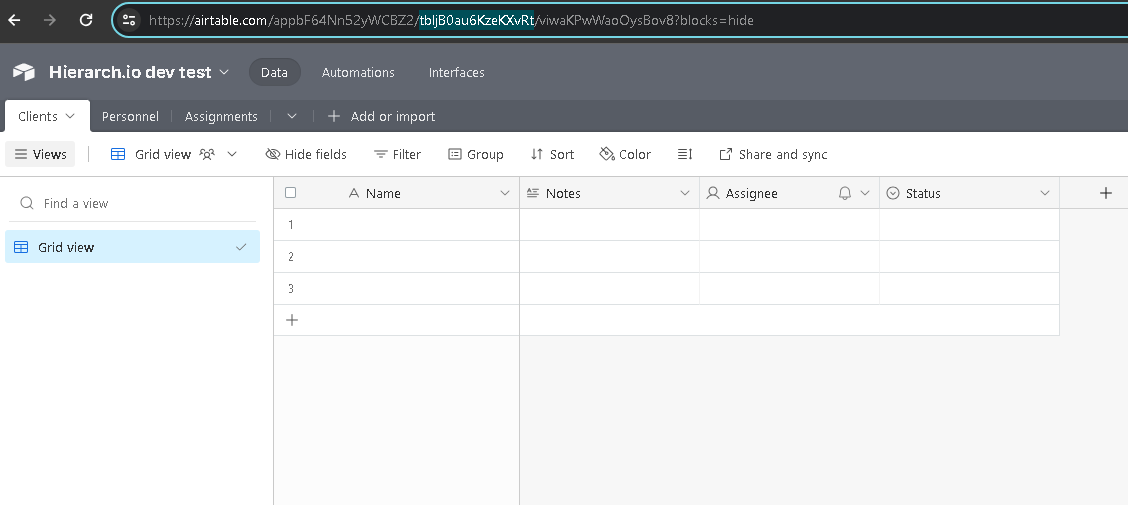 https://airtable.com/appbF64Nn52yWCBZ2/tbljB0au6KzeKXvRt/viwaKPwWaoOysBov8?blocks=hide
Hierarch.io dev test Data Automations Interfaces
Clients Personnel Assignments Add or import
Views Grid view Hide fields Filter Group Sort Color Share and sync
Find a view
Grid view
Name Notes Assignee Status
1
2
3